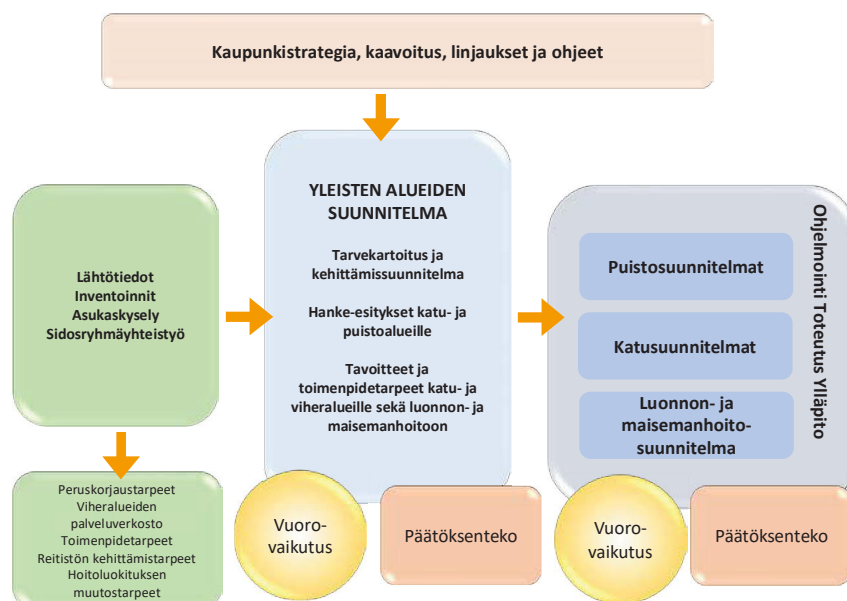 Kaupunkistrategia, kaavoitus, linjaukset ja ohjeet
Lähtötiedot
Inventoinnit
Asukaskysely
Sidosryhmäyhteistyö
Peruskorjaustarpeet
Viheralueiden
palveluverkosto
Toimenpidetarpeet
Reitistön kehittämistarpeet
Hoitoluokituksen
muutostarpeet
YLEISTEN ALUEIDEN
SUUNNITELMA
Tarvekartoitus ja
kehittämissuunnitelma
Hanke-esitykset katu- ja
puistoalueille
Tavoitteet ja
toimenpidetarpeet katu- ja
viheralueille sekä luonnon- ja
maisemanhoitoon
Vuoro-
vaikutus
Päätöksenteko
Puistosuunnitelmat
Katusuunnitelmat
Luonnon- ja
maisemanhoito-
suunnitelma
Ohjelmointi Toteutus Ylläpito
Vuoro-
vaikutus
Päätöksenteko